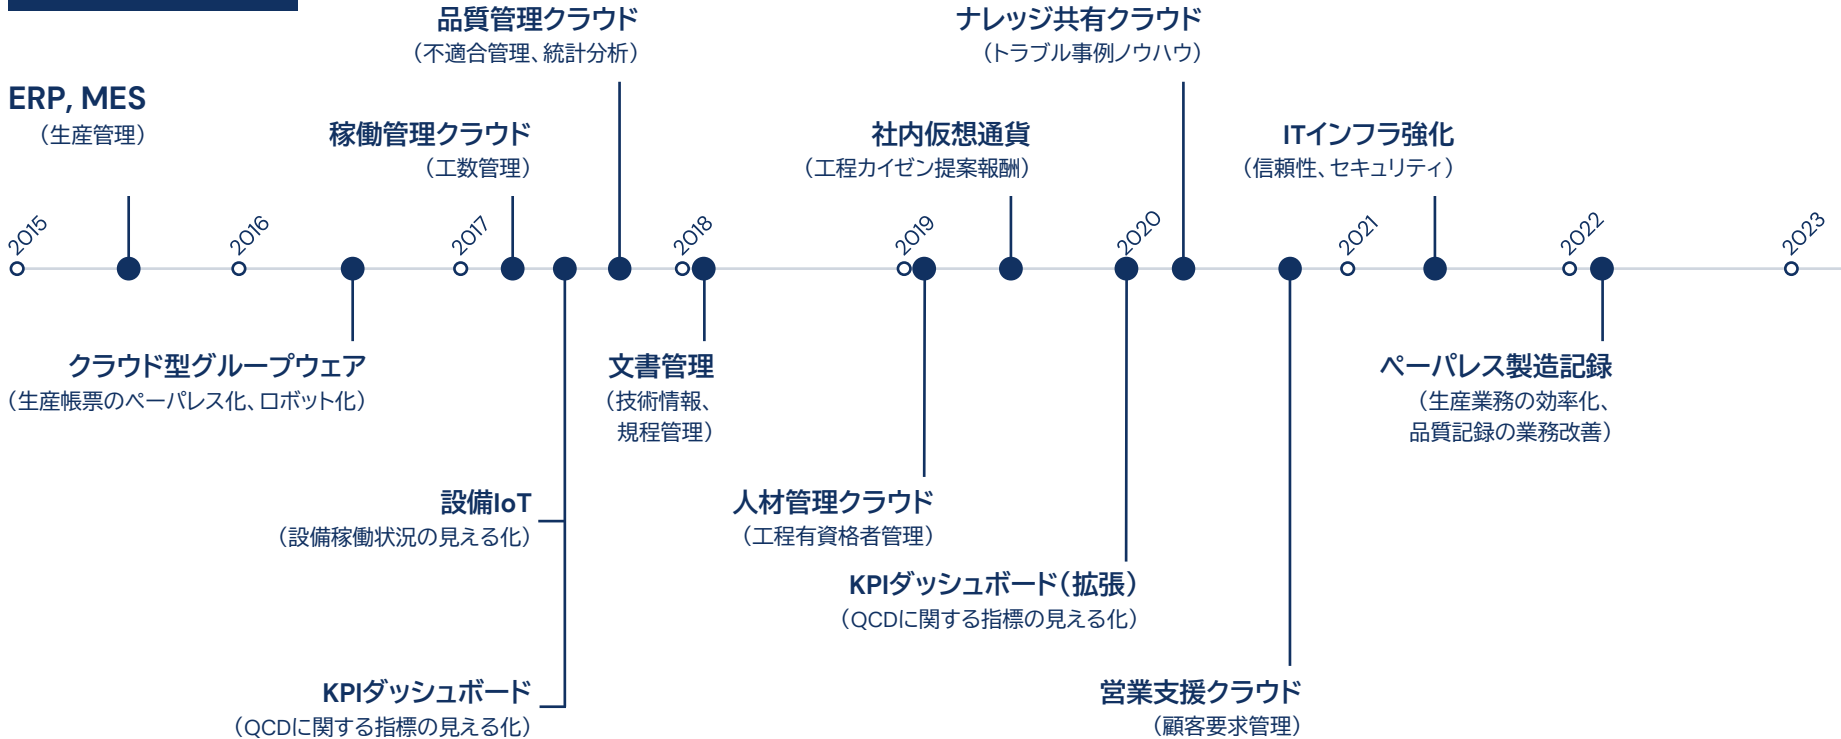 品質管理クラウド
（不適合管理、統計分析）
ナレッジ共有クラウド
（トラブル事例ノウハウ）
ERP, MES
（生産管理）
稼働管理クラウド
（工数管理）
社内仮想通貨
（工程カイゼン提案報酬）
ITインフラ強化
（信頼性、セキュリティ）
2015
2016
2017
2018
2019
2020
2021
2022
2023
クラウド型グループウェア
（生産帳票のペーパレス化、ロボット化）
文書管理
（技術情報、
規程管理）
ペーパレス製造記録
（生産業務の効率化、
品質記録の業務改善）
設備IoT
（設備稼働状況の見える化）
人材管理クラウド
（工程有資格者管理）
KPIダッシュボード（拡張）
（QCDに関する指標の見える化）
KPIダッシュボード
（QCDに関する指標の見える化）
営業支援クラウド
（顧客要求管理）